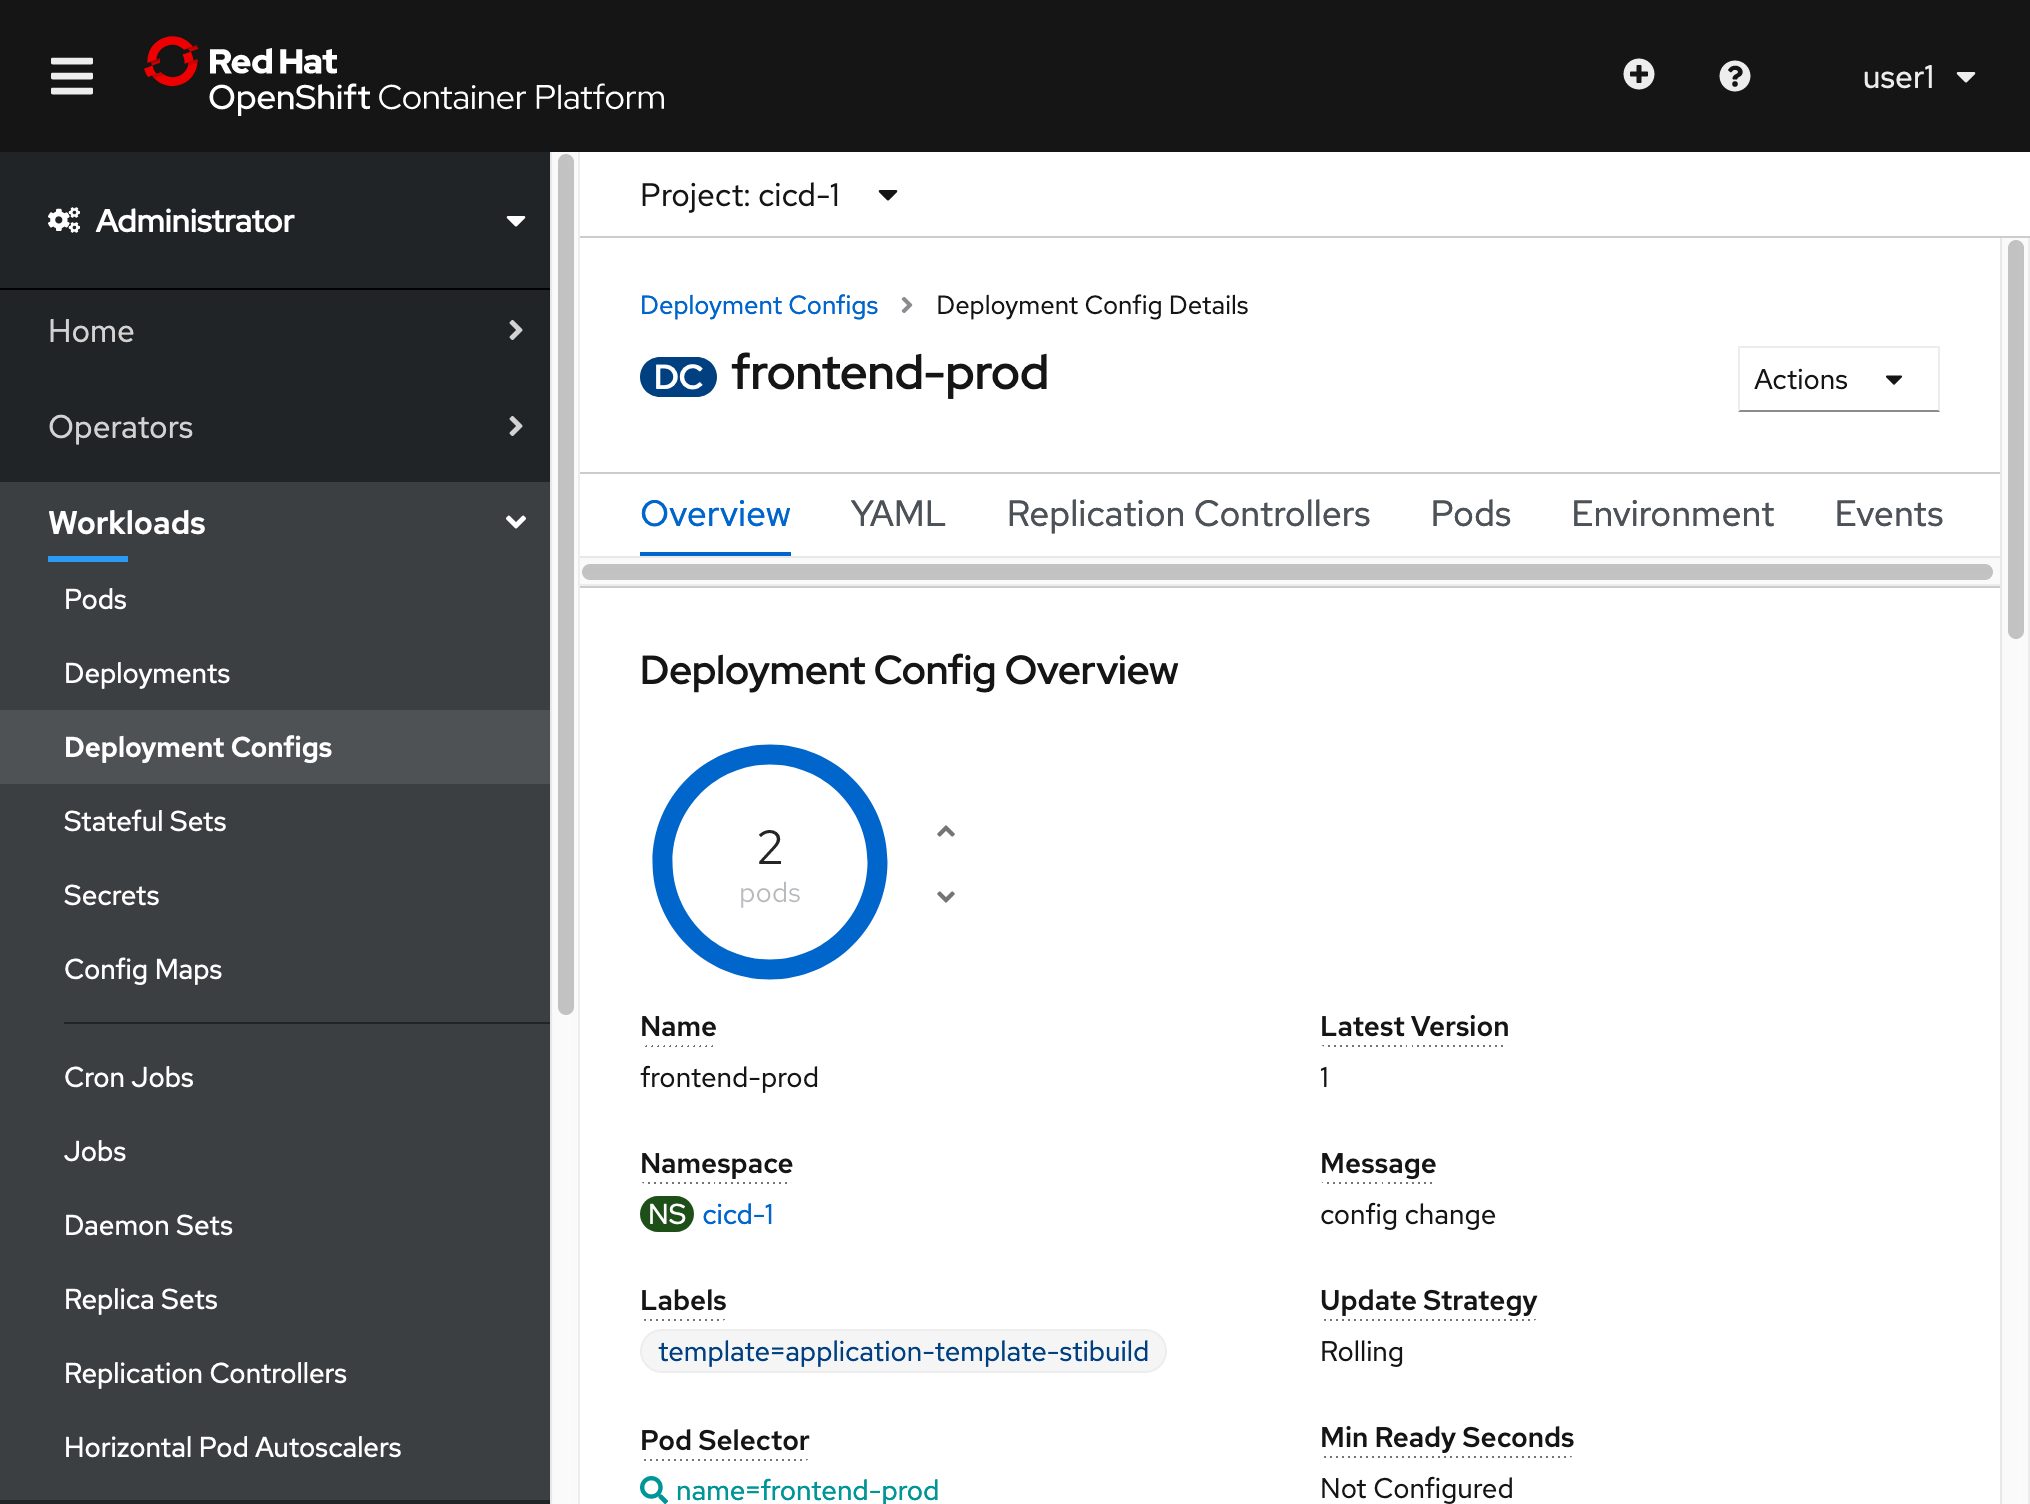 Red Hat
OpenShift Container Platform
user1
Administrator
Home
Operators
Workloads
Pods
Deployments
Deployment Configs
Stateful Sets
Secrets
Config Maps
Cron Jobs
Jobs
Daemon Sets
Replica Sets
Replication Controllers
Horizontal Pod Autoscalers
Project: cicd-1
Deployment Configs > Deployment Config Details
DC frontend-prod
Actions
Overview YAML Replication Controllers Pods Environment Events
Deployment Config Overview
2
pods
Name
frontend-prod
Namespace
NS cicd-1
Labels
template=application-template-stibuild
Pod Selector
name=frontend-prod
Latest Version
1
Message
config change
Update Strategy
Rolling
Min Ready Seconds
Not Configured